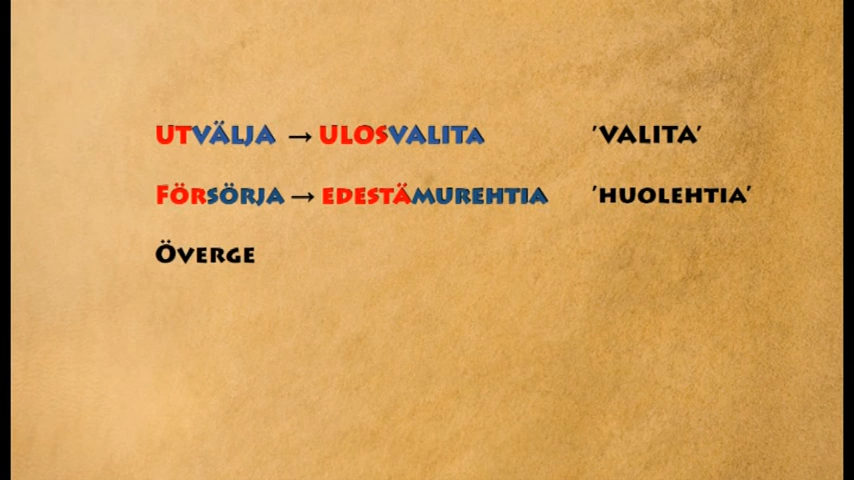 UTVÄLJA → ULOSVALITA 'VALITA'
FÖRSÖRJA → EDESTÄMUREHTIA 'HUOLEHTIA'
ÖVERGE